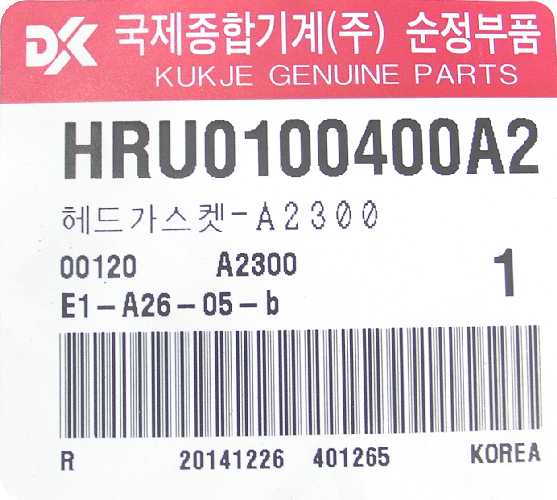 DK 국제종합기계(주) 순정부품
KUKJE GENUINE PARTS
HRU0100400A2
헤드가스켓-A2300
00120 A2300
1
E1-A26-05-b
R 20141226 401265 KOREA